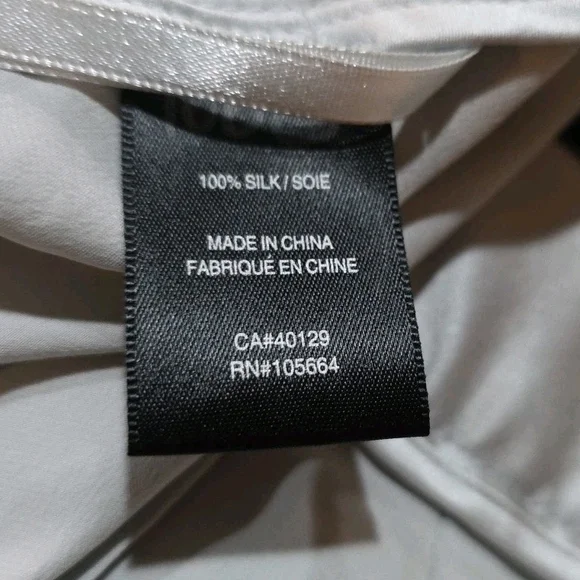 100% SILK / SOIE
MADE IN CHINA
FABRIQUÉ EN CHINE
CA#40129
RN#105664